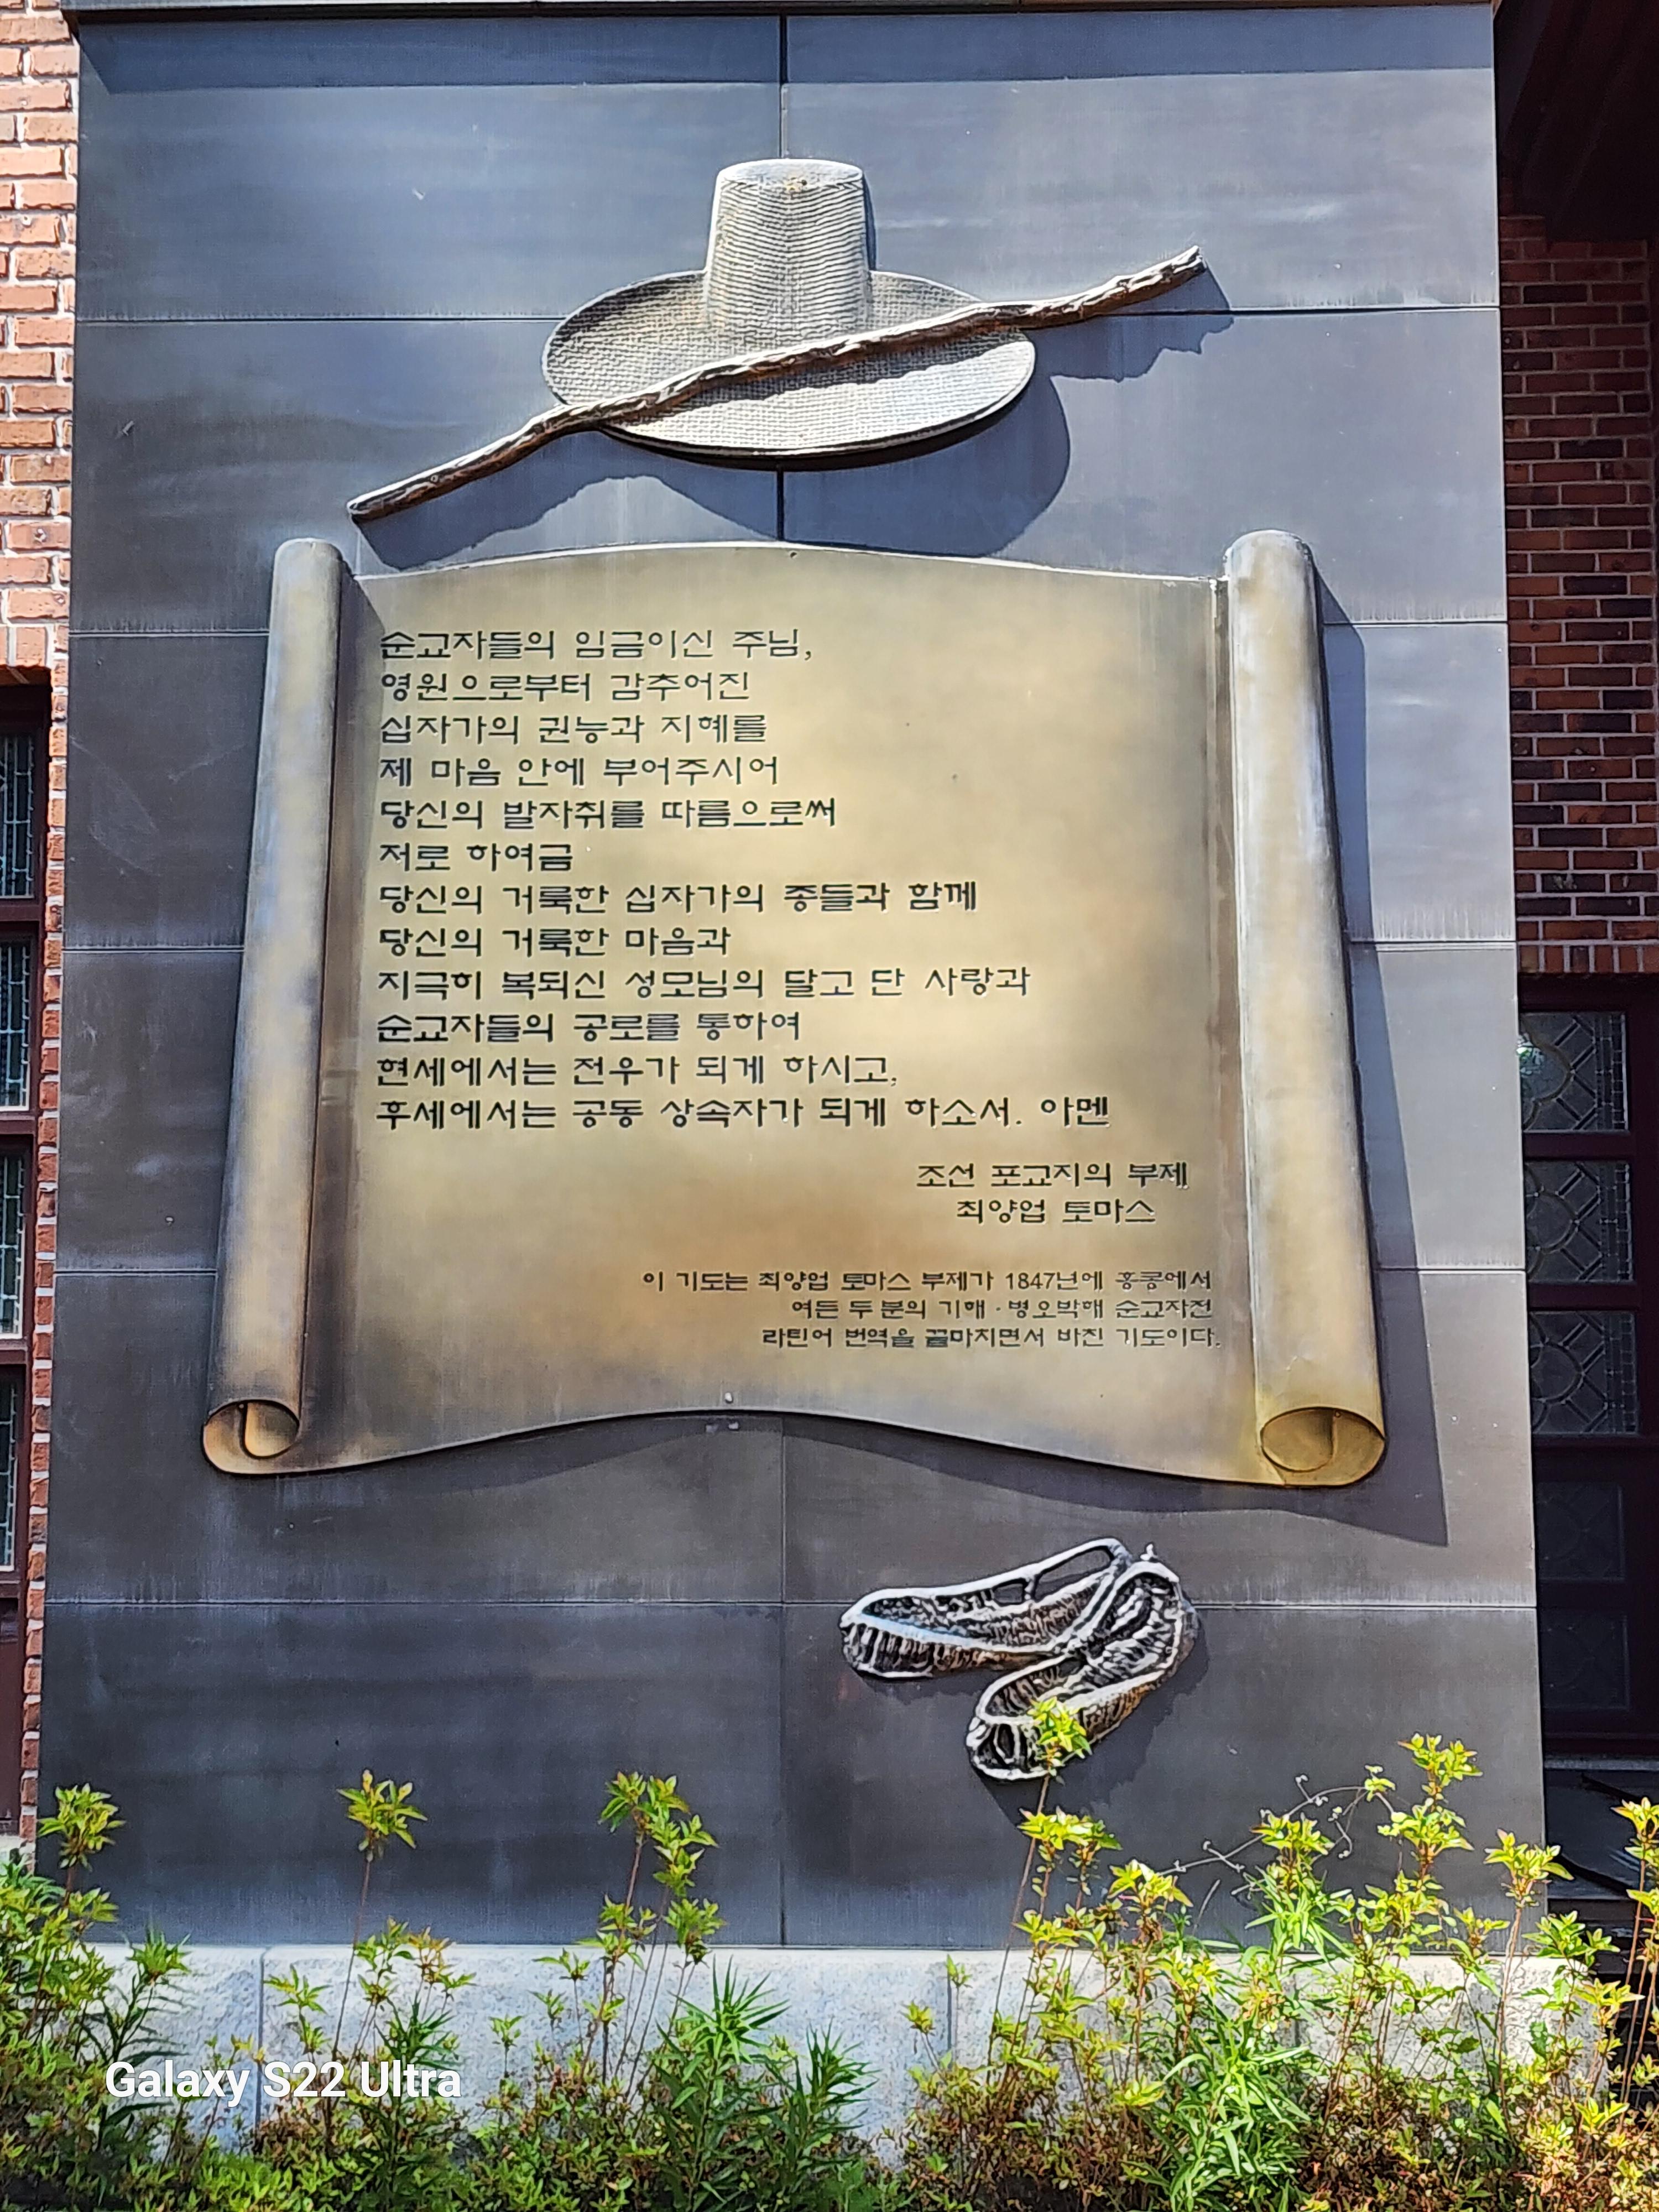 순교자들의 임금이신 주님,
영원으로부터 감추어진
십자가의 권능과 지혜를
제 마음 안에 부어주시어
당신의 발자취를 따름으로써
저로 하여금
당신의 거룩한 십자가의 종들과 함께
당신의 거룩한 마음과
지극히 복되신 성모님의 달고 단 사랑과
순교자들의 공로를 통하여
현세에서는 전우가 되게 하시고,
후세에서는 공동 상속자가 되게 하소서. 아멘
조선 포교지의 부제
최양업 토마스
이 기도는 최양업 토마스 부제가 1847년에 홍콩에서
여든 두 분의 기해 · 병오박해 순교자전
라틴어 번역을 끝마치면서 바친 기도이다.
Galaxy S22 Ultra